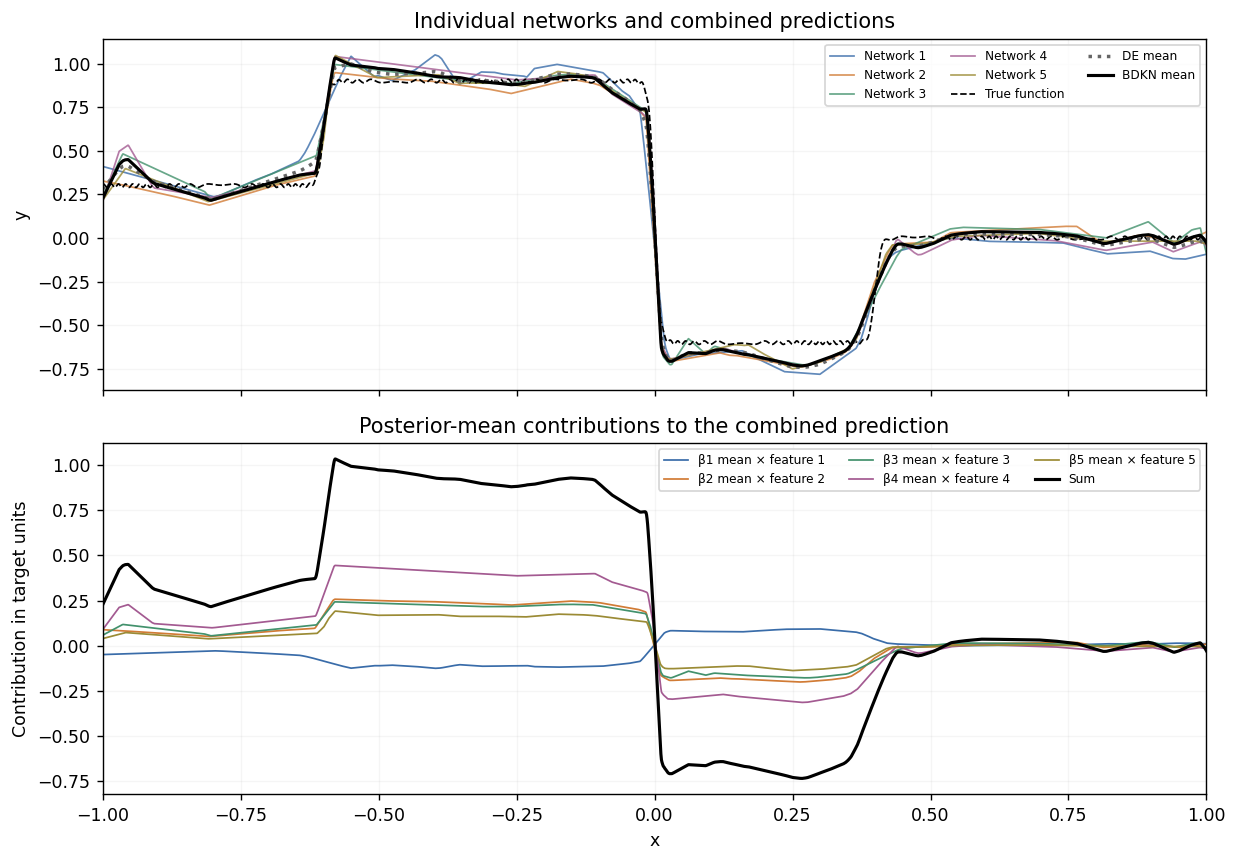 Individual networks and combined predictions
Network 1
Network 2
Network 3
Network 4
Network 5
True function
DE mean
BDKN mean
1.00
0.75
0.50
0.25
0.00
−0.25
−0.50
−0.75
y
Posterior-mean contributions to the combined prediction
β1 mean × feature 1
β2 mean × feature 2
β3 mean × feature 3
β4 mean × feature 4
β5 mean × feature 5
Sum
1.00
0.75
0.50
0.25
0.00
−0.25
−0.50
−0.75
Contribution in target units
−1.00
−0.75
−0.50
−0.25
0.00
0.25
0.50
0.75
1.00
x